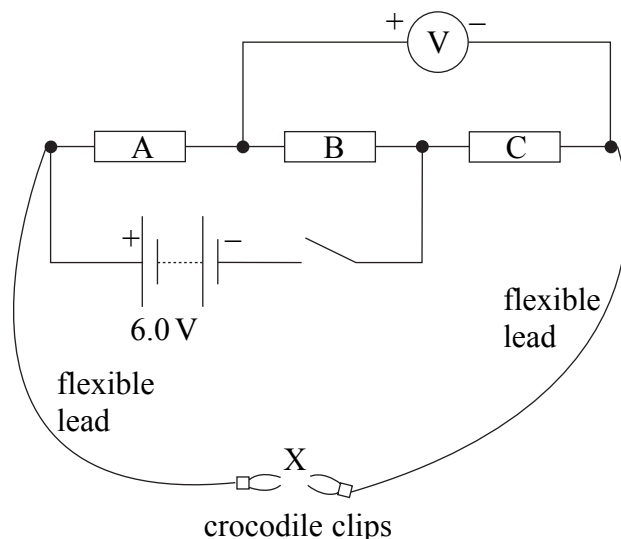 + V –
A B C
+ –
6.0 V
flexible
lead
flexible
lead
X
crocodile clips